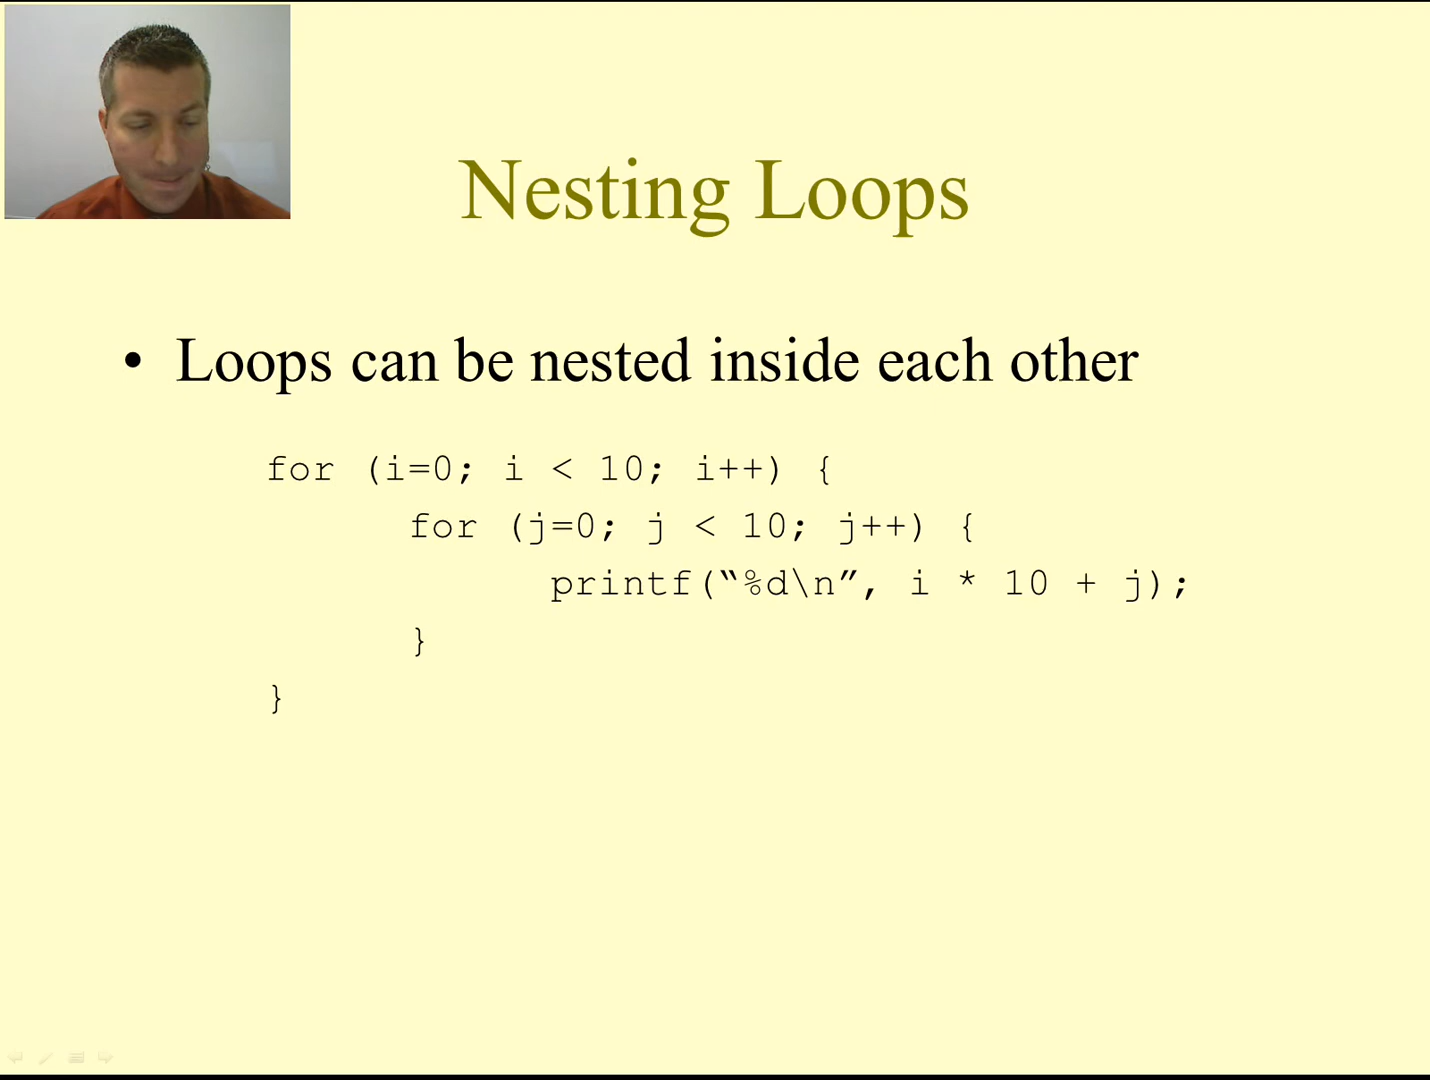 Nesting Loops
• Loops can be nested inside each other
for (i=0; i < 10; i++) {
for (j=0; j < 10; j++) {
printf(“%d\n”, i * 10 + j);
}
}